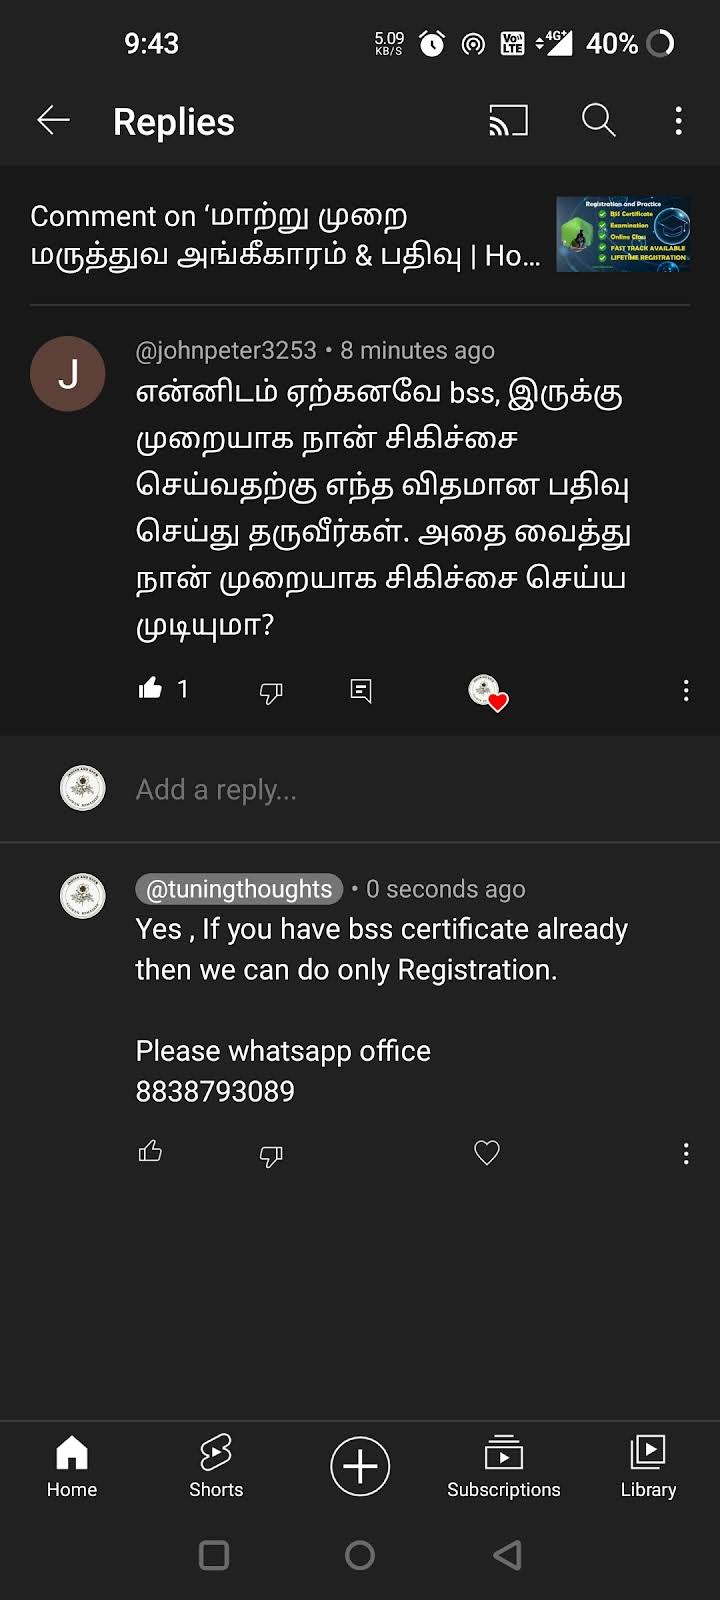 9:43
5.09
KB/S
Vo))
LTE
4G+
40%
Replies
Comment on ‘மாற்று முறை
மருத்துவ அங்கீகாரம் & பதிவு | Ho...
Registration and Practice
BSS Certificate
Examination
Online Class
FAST TRACK AVAILABLE
LIFETIME REGISTRATION
J
@johnpeter3253 • 8 minutes ago
என்னிடம் ஏற்கனவே bss, இருக்கு
முறையாக நான் சிகிச்சை
செய்வதற்கு எந்த விதமான பதிவு
செய்து தருவீர்கள். அதை வைத்து
நான் முறையாக சிகிச்சை செய்ய
முடியுமா?
1
Add a reply...
@tuningthoughts • 0 seconds ago
Yes , If you have bss certificate already
then we can do only Registration.
Please whatsapp office
8838793089
Home
Shorts
Subscriptions
Library